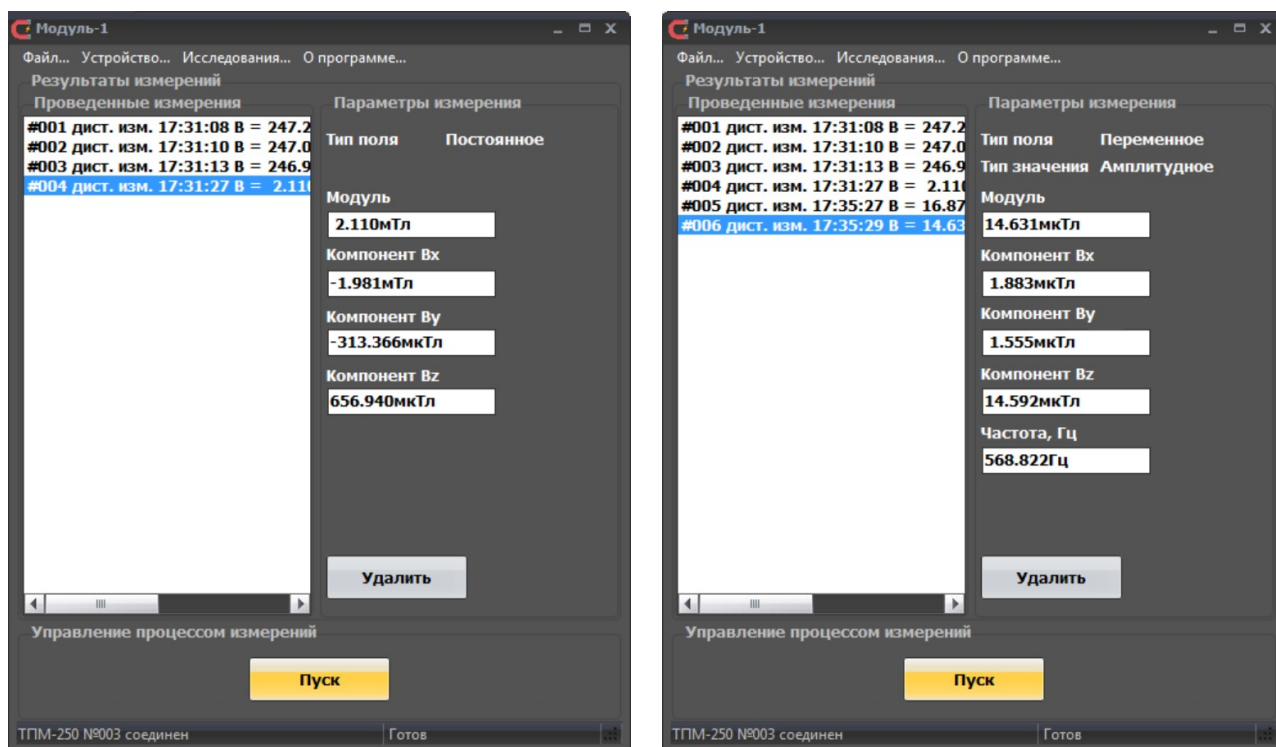 Модуль-1
Файл... Устройство... Исследования... О программе...
Результаты измерений
Проведенные измерения
#001 дист. изм. 17:31:08 B = 247.2
#002 дист. изм. 17:31:10 B = 247.0
#003 дист. изм. 17:31:13 B = 246.9
#004 дист. изм. 17:31:27 B = 2.110
Параметры измерения
Тип поля Постоянное
Модуль
2.110мТл
Компонент Bx
-1.981мТл
Компонент By
-313.366мкТл
Компонент Bz
656.940мкТл
Удалить
Управление процессом измерений
Пуск
ТПМ-250 №003 соединен Готов
Модуль-1
Файл... Устройство... Исследования... О программе...
Результаты измерений
Проведенные измерения
#001 дист. изм. 17:31:08 B = 247.2
#002 дист. изм. 17:31:10 B = 247.0
#003 дист. изм. 17:31:13 B = 246.9
#004 дист. изм. 17:31:27 B = 2.110
#005 дист. изм. 17:35:27 B = 16.87
#006 дист. изм. 17:35:29 B = 14.63
Параметры измерения
Тип поля Переменное
Тип значения Амплитудное
Модуль
14.631мкТл
Компонент Bx
1.883мкТл
Компонент By
1.555мкТл
Компонент Bz
14.592мкТл
Частота, Гц
568.822Гц
Удалить
Управление процессом измерений
Пуск
ТПМ-250 №003 соединен Готов